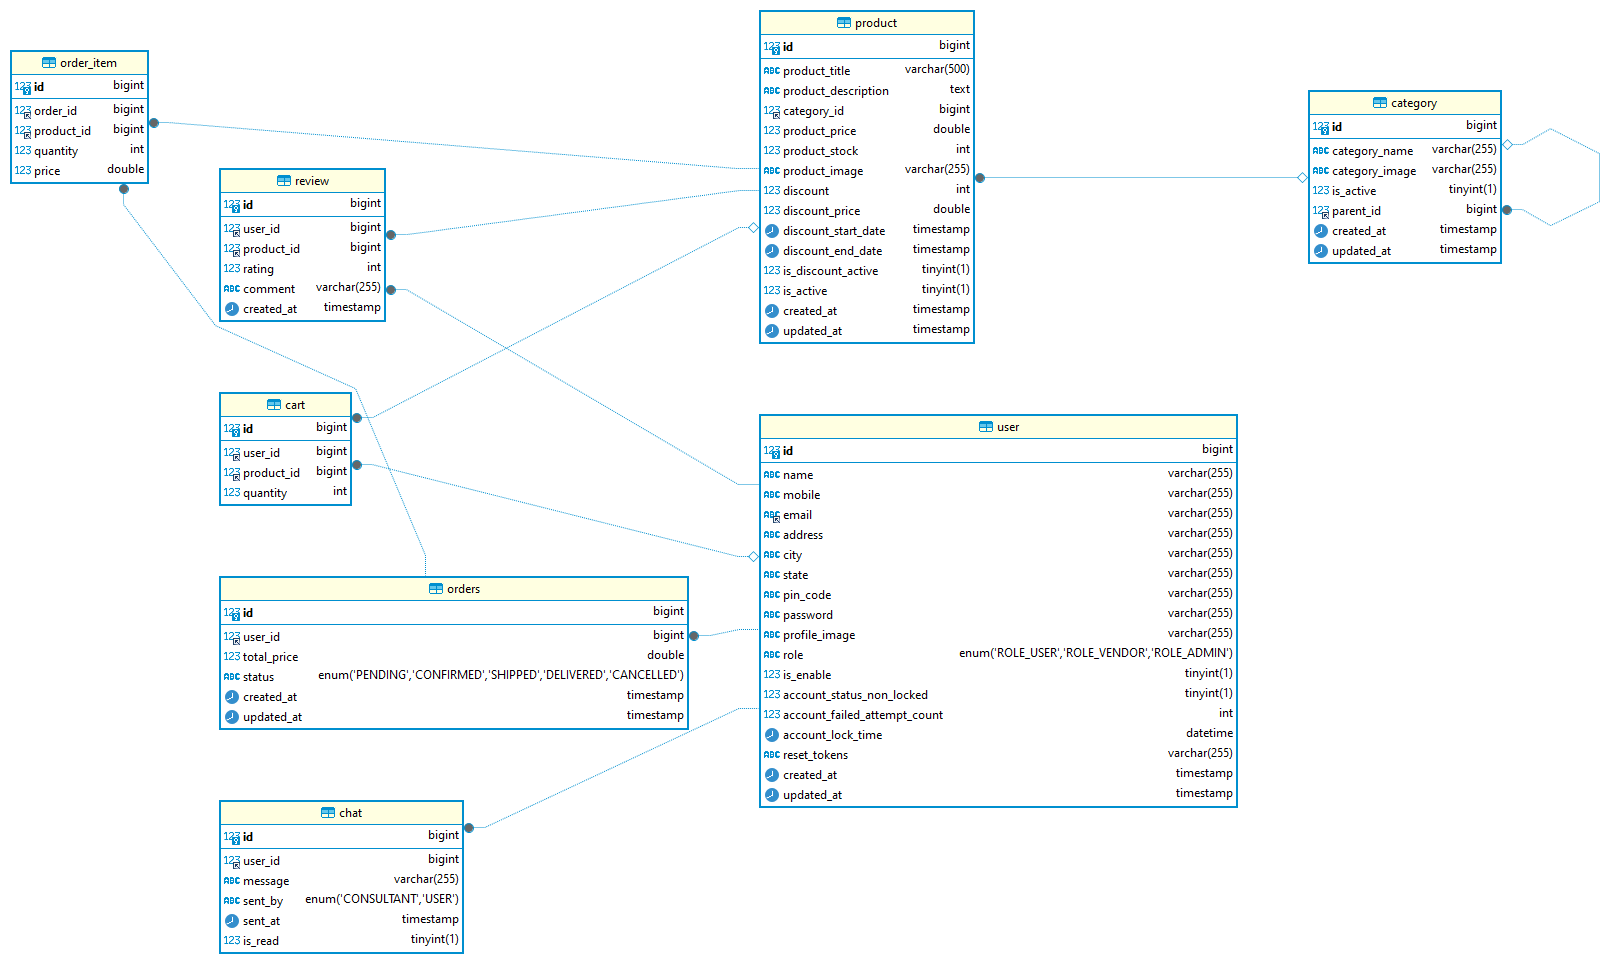 order_item
id bigint
order_id bigint
product_id bigint
quantity int
price double
review
id bigint
user_id bigint
product_id bigint
rating int
comment varchar(255)
created_at timestamp
cart
id bigint
user_id bigint
product_id bigint
quantity int
orders
id bigint
user_id bigint
total_price double
status enum('PENDING','CONFIRMED','SHIPPED','DELIVERED','CANCELLED')
created_at timestamp
updated_at timestamp
chat
id bigint
user_id bigint
message varchar(255)
sent_by enum('CONSULTANT','USER')
sent_at timestamp
is_read tinyint(1)
product
id bigint
product_title varchar(500)
product_description text
category_id bigint
product_price double
product_stock int
product_image varchar(255)
discount int
discount_price double
discount_start_date timestamp
discount_end_date timestamp
is_discount_active tinyint(1)
is_active tinyint(1)
created_at timestamp
updated_at timestamp
user
id bigint
name varchar(255)
mobile varchar(255)
email varchar(255)
address varchar(255)
city varchar(255)
state varchar(255)
pin_code varchar(255)
password varchar(255)
profile_image varchar(255)
role enum('ROLE_USER','ROLE_VENDOR','ROLE_ADMIN')
is_enable tinyint(1)
account_status_non_locked tinyint(1)
account_failed_attempt_count int
account_lock_time datetime
reset_tokens varchar(255)
created_at timestamp
updated_at timestamp
category
id bigint
category_name varchar(255)
category_image varchar(255)
is_active tinyint(1)
parent_id bigint
created_at timestamp
updated_at timestamp